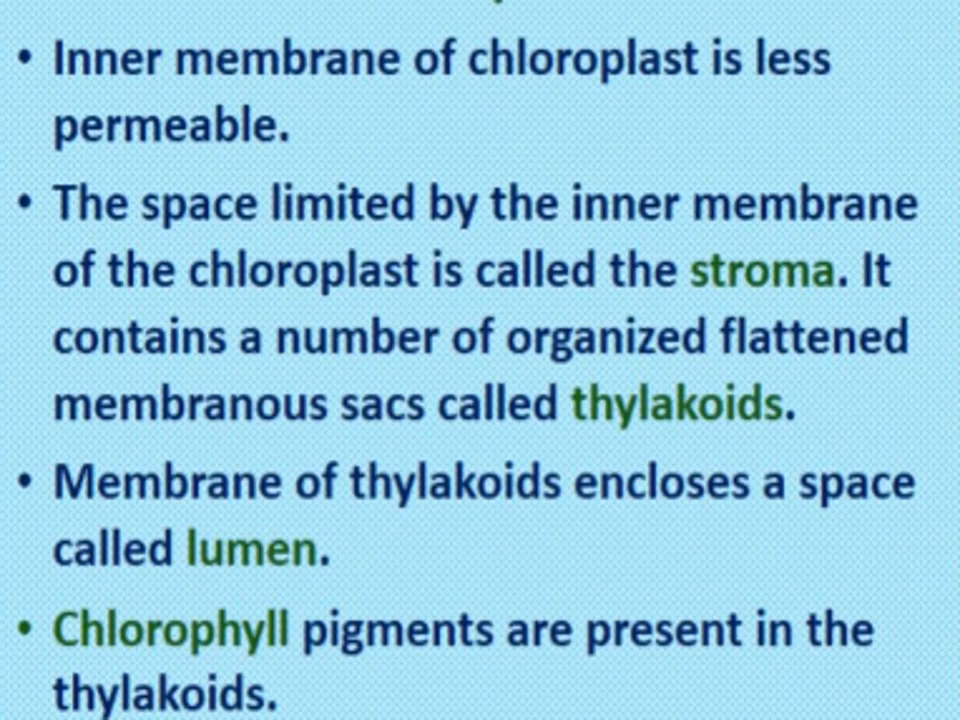 • Inner membrane of chloroplast is less
permeable.
• The space limited by the inner membrane
of the chloroplast is called the stroma. It
contains a number of organized flattened
membranous sacs called thylakoids.
• Membrane of thylakoids encloses a space
called lumen.
• Chlorophyll pigments are present in the
thylakoids.